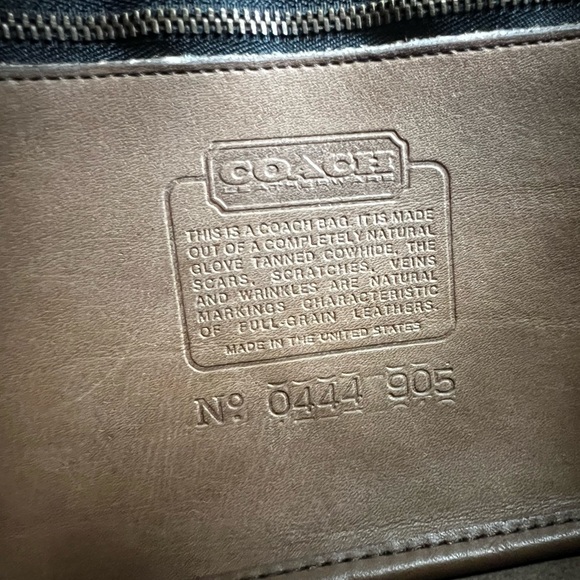 COACH
LEATHERWARE
THIS IS A COACH BAG. IT IS MADE
OUT OF A COMPLETELY NATURAL
GLOVE TANNED COWHIDE. THE
SCARS, SCRATCHES, VEINS
AND WRINKLES ARE NATURAL
MARKINGS CHARACTERISTIC
OF FULL-GRAIN LEATHERS.
MADE IN THE UNITED STATES
No 0444 905